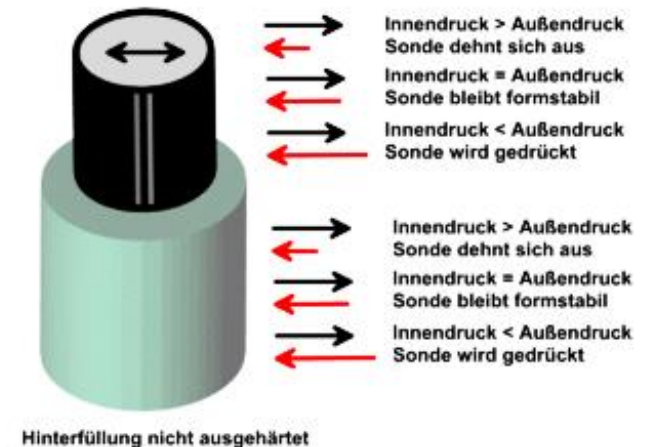 Innendruck > Außendruck
Sonde dehnt sich aus
Innendruck = Außendruck
Sonde bleibt formstabil
Innendruck < Außendruck
Sonde wird gedrückt
Innendruck > Außendruck
Sonde dehnt sich aus
Innendruck = Außendruck
Sonde bleibt formstabil
Innendruck < Außendruck
Sonde wird gedrückt
Hinterfüllung nicht ausgehärtet